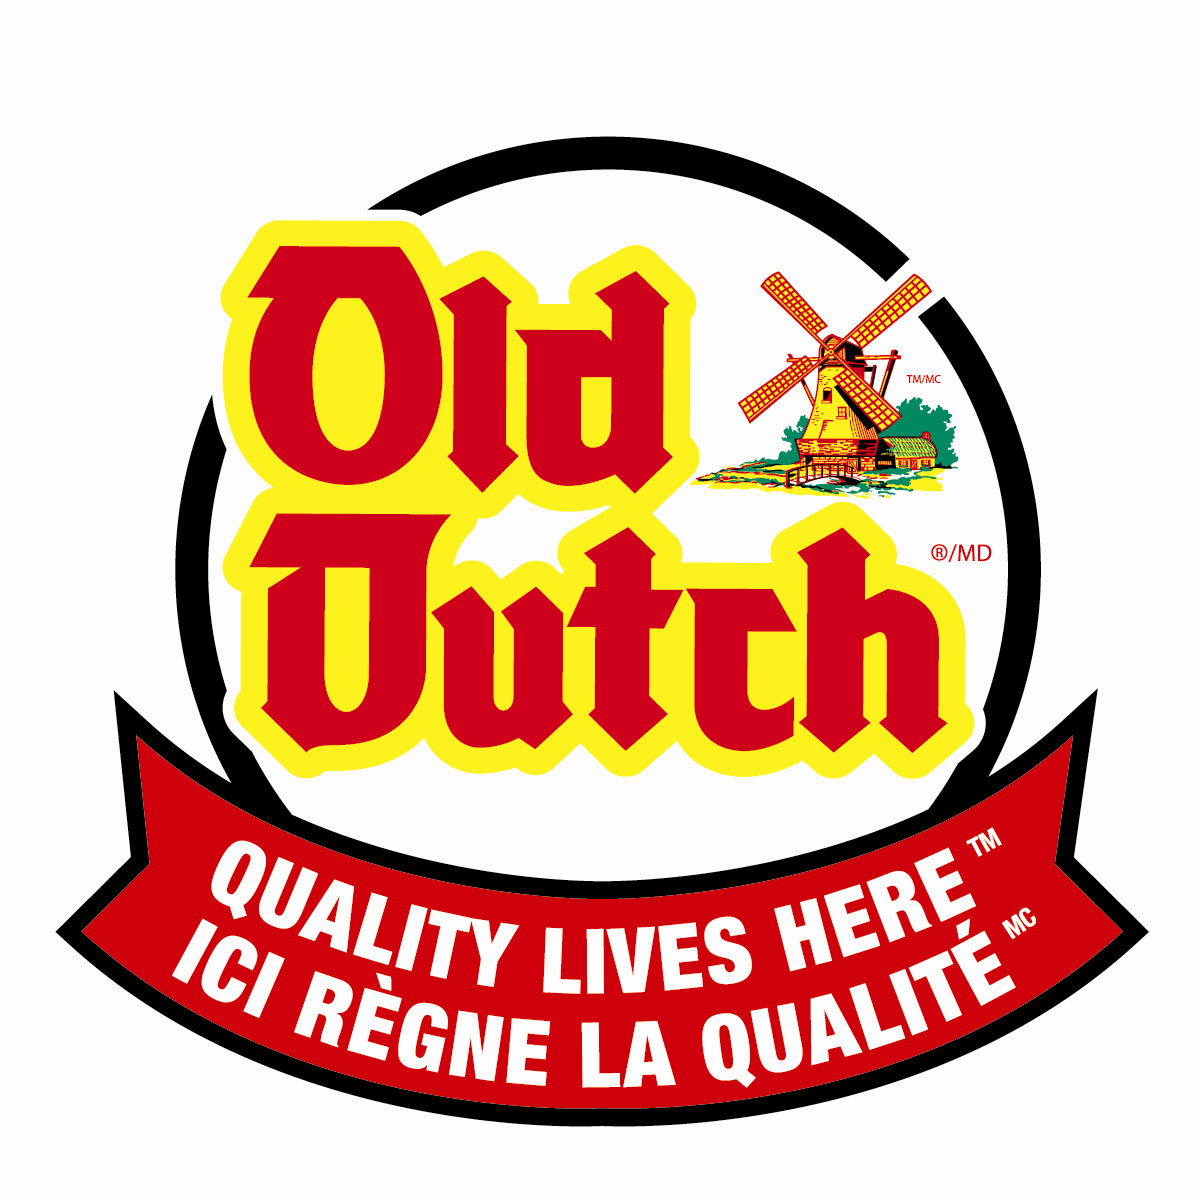 Old
TM/MC
Dutch
®/MD
QUALITY LIVES HERE™
ICI RÈGNE LA QUALITÉ MC